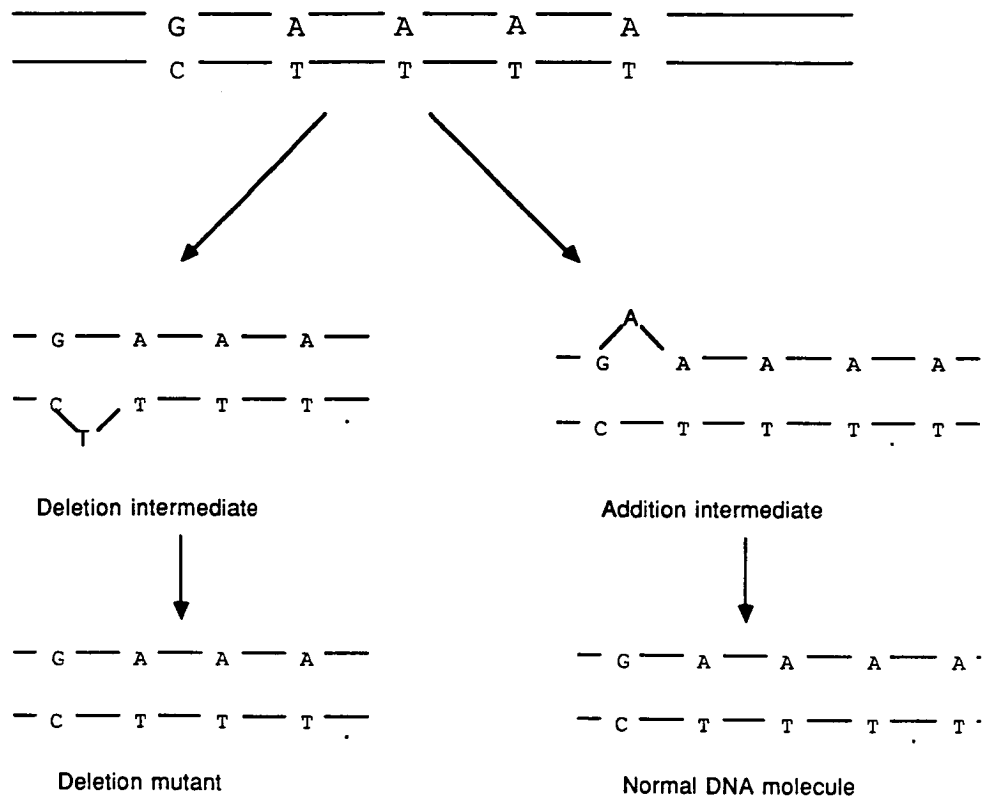 G A A A A
C T T T T
G A A A
C T T T
T
Deletion intermediate
A
G A A A A
C T T T T
Addition intermediate
G A A A
C T T T
Deletion mutant
G A A A A
C T T T T
Normal DNA molecule